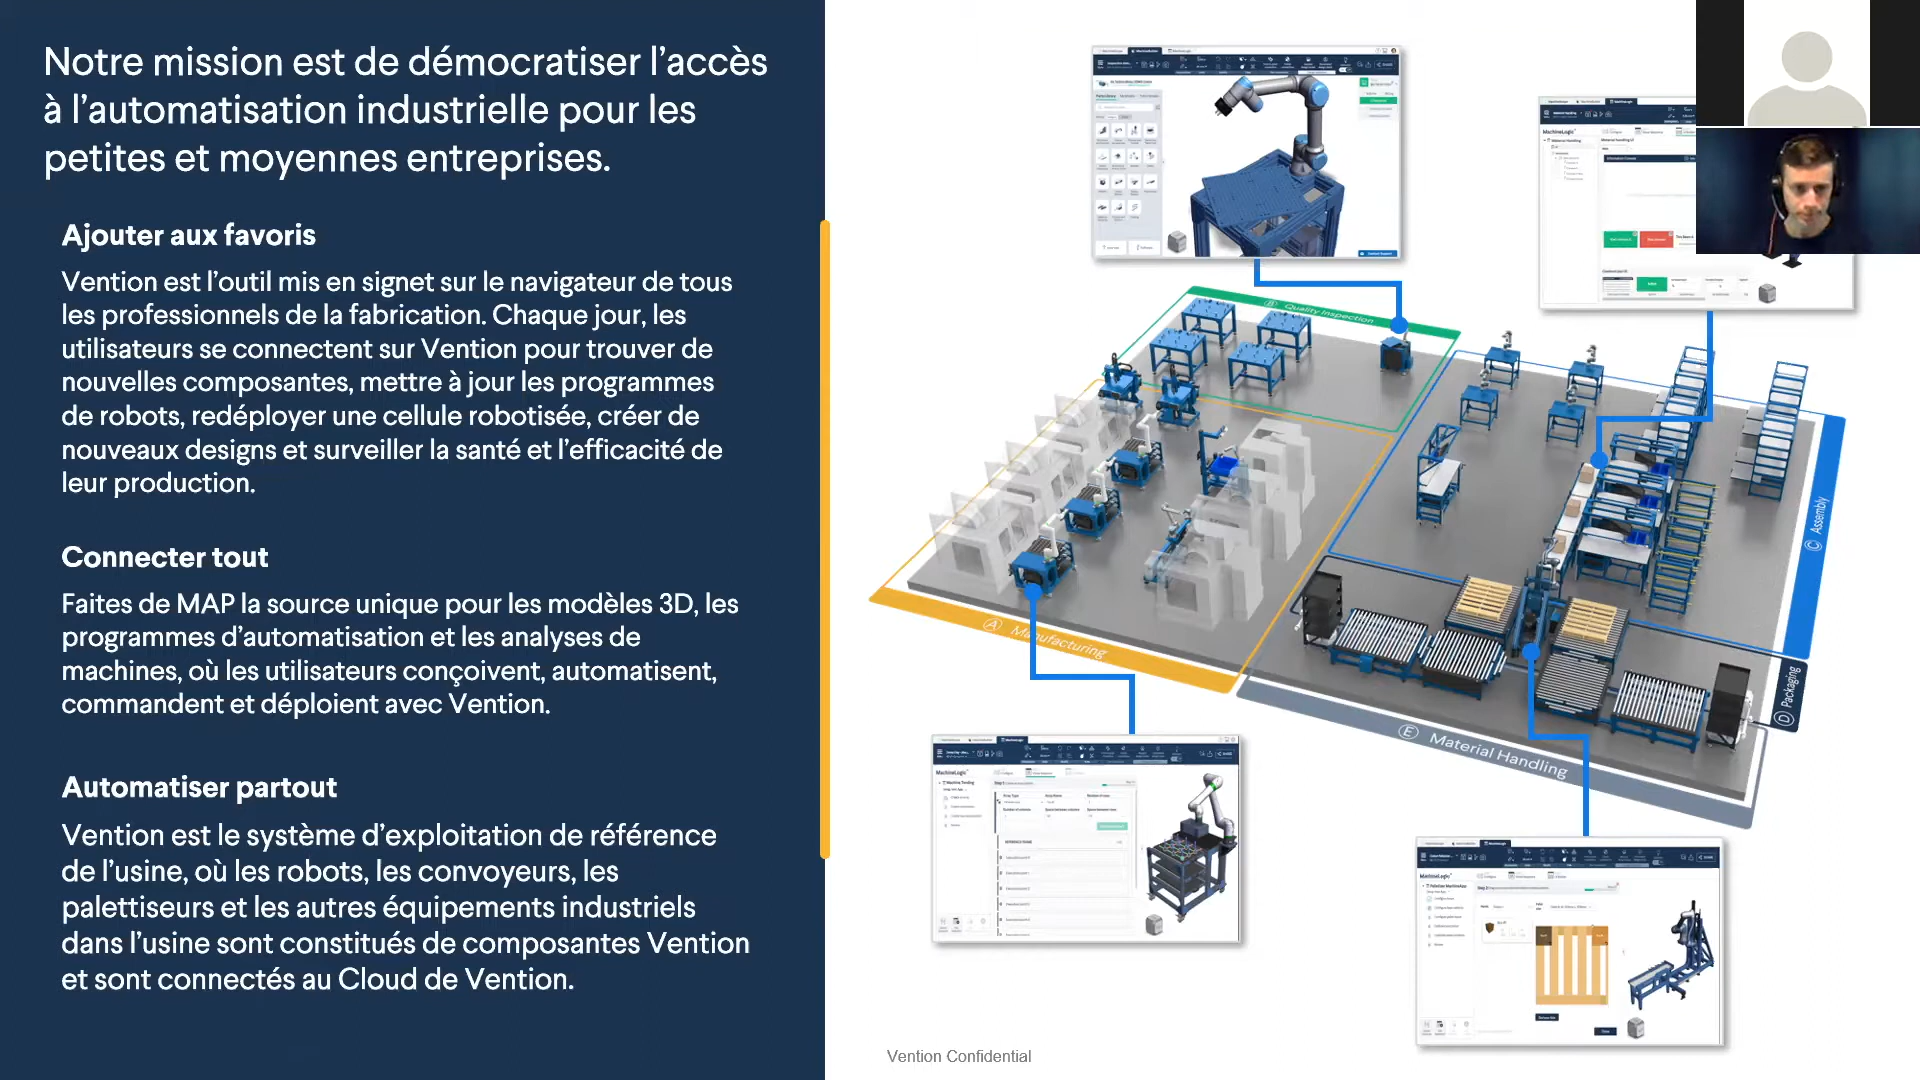 Notre mission est de démocratiser l’accès
à l’automatisation industrielle pour les
petites et moyennes entreprises.
Ajouter aux favoris
Vention est l’outil mis en signet sur le navigateur de tous
les professionnels de la fabrication. Chaque jour, les
utilisateurs se connectent sur Vention pour trouver de
nouvelles composantes, mettre à jour les programmes
de robots, redéployer une cellule robotisée, créer de
nouveaux designs et surveiller la santé et l’efficacité de
leur production.
Connecter tout
Faites de MAP la source unique pour les modèles 3D, les
programmes d’automatisation et les analyses de
machines, où les utilisateurs conçoivent, automatisent,
commandent et déploient avec Vention.
Automatiser partout
Vention est le système d’exploitation de référence
de l’usine, où les robots, les convoyeurs, les
palettiseurs et les autres équipements industriels
dans l’usine sont constitués de composantes Vention
et sont connectés au Cloud de Vention.
B Quality Inspection
C Assembly
A Manufacturing
D Packaging
E Material Handling
MachineLogic
MachineLogic
MachineLogic
Vention Confidential